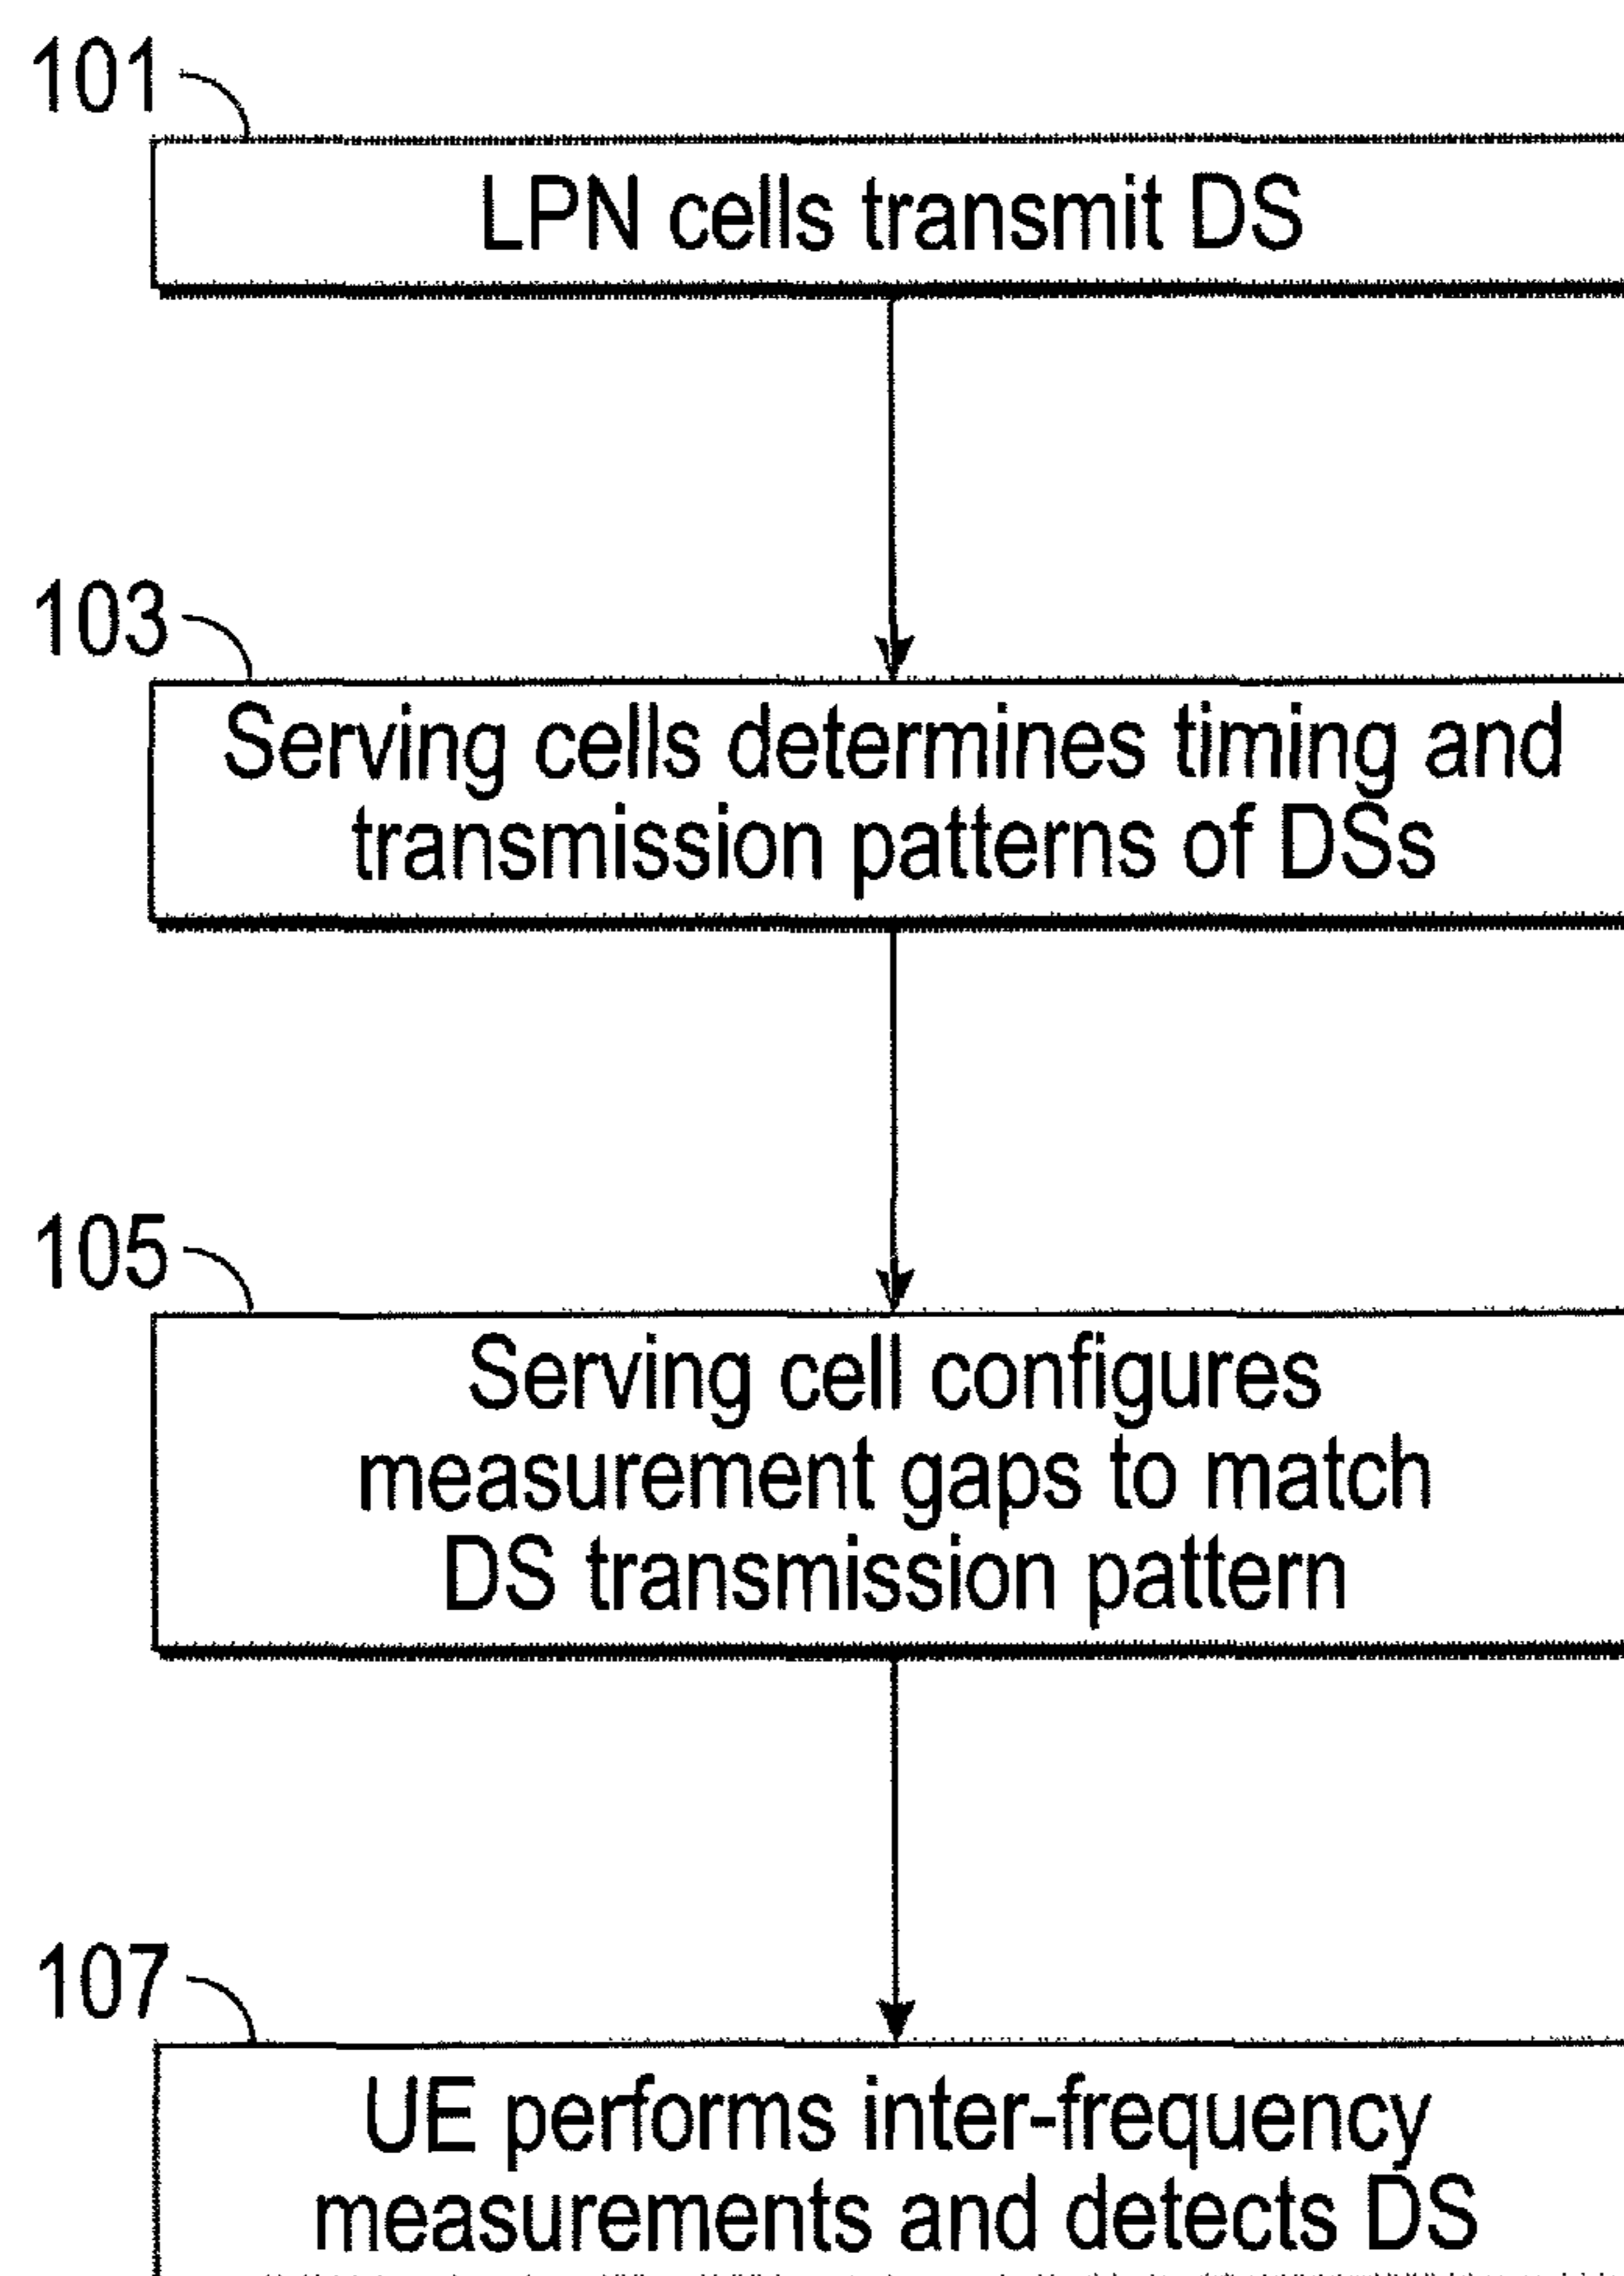 101
LPN cells transmit DS
103
Serving cells determines timing and
transmission patterns of DSs
105
Serving cell configures
measurement gaps to match
DS transmission pattern
107
UE performs inter-frequency
measurements and detects DS